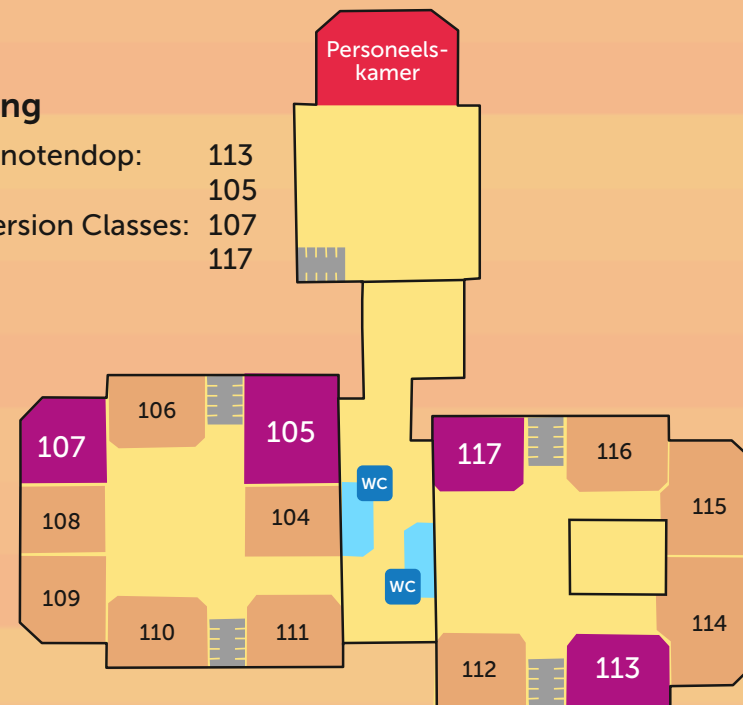 Personeels-
kamer
ng
notendop: 113
105
ersion Classes: 107
117
106
107
105
117
116
WC
108
104
115
109
WC
110
111
114
112
113